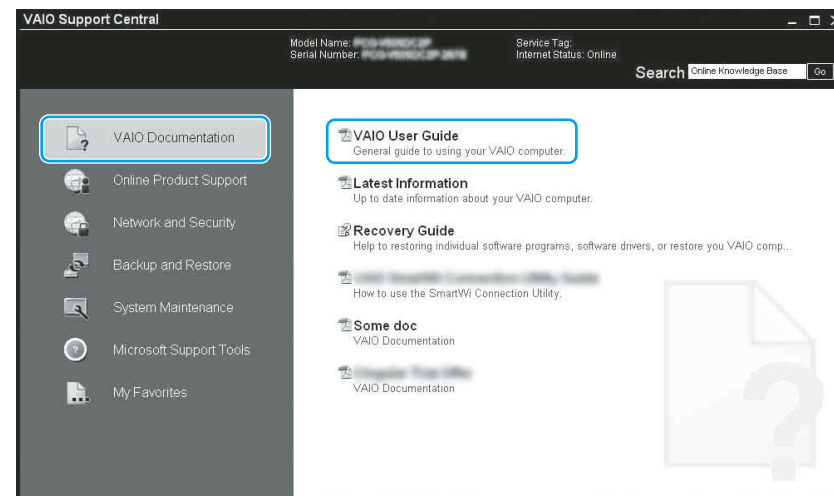 VAIO Support Central
Model Name:
Serial Number:
Service Tag:
Internet Status: Online
Search Online Knowledge Base Go
VAIO Documentation
Online Product Support
Network and Security
Backup and Restore
System Maintenance
Microsoft Support Tools
My Favorites
VAIO User Guide
General guide to using your VAIO computer.
Latest Information
Up to date information about your VAIO computer.
Recovery Guide
Help to restoring individual software programs, software drivers, or restore you VAIO comp...
How to use the SmartWi Connection Utility.
Some doc
VAIO Documentation
VAIO Documentation